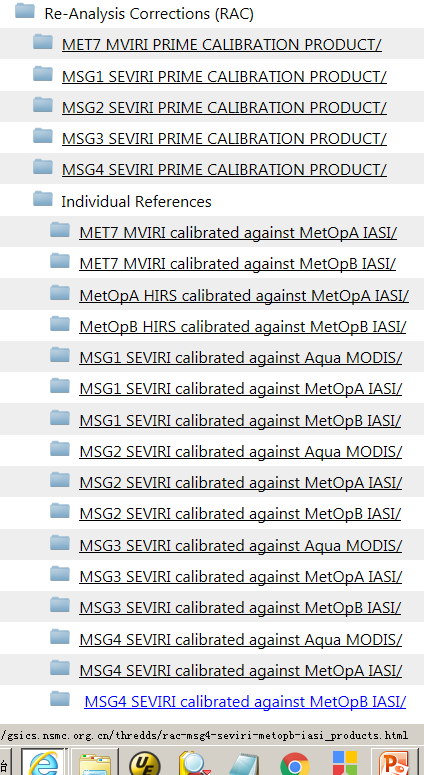 Re-Analysis Corrections (RAC)
MET7 MVIRI PRIME CALIBRATION PRODUCT/
MSG1 SEVIRI PRIME CALIBRATION PRODUCT/
MSG2 SEVIRI PRIME CALIBRATION PRODUCT/
MSG3 SEVIRI PRIME CALIBRATION PRODUCT/
MSG4 SEVIRI PRIME CALIBRATION PRODUCT/
Individual References
MET7 MVIRI calibrated against MetOpA IASI/
MET7 MVIRI calibrated against MetOpB IASI/
MetOpA HIRS calibrated against MetOpA IASI/
MetOpB HIRS calibrated against MetOpB IASI/
MSG1 SEVIRI calibrated against Aqua MODIS/
MSG1 SEVIRI calibrated against MetOpA IASI/
MSG1 SEVIRI calibrated against MetOpB IASI/
MSG2 SEVIRI calibrated against Aqua MODIS/
MSG2 SEVIRI calibrated against MetOpA IASI/
MSG2 SEVIRI calibrated against MetOpB IASI/
MSG3 SEVIRI calibrated against Aqua MODIS/
MSG3 SEVIRI calibrated against MetOpA IASI/
MSG3 SEVIRI calibrated against MetOpB IASI/
MSG4 SEVIRI calibrated against Aqua MODIS/
MSG4 SEVIRI calibrated against MetOpA IASI/
MSG4 SEVIRI calibrated against MetOpB IASI/
/gsics.nsmc.org.cn/thredds/rac-msg4-seviri-metopb-iasi_products.html
UE